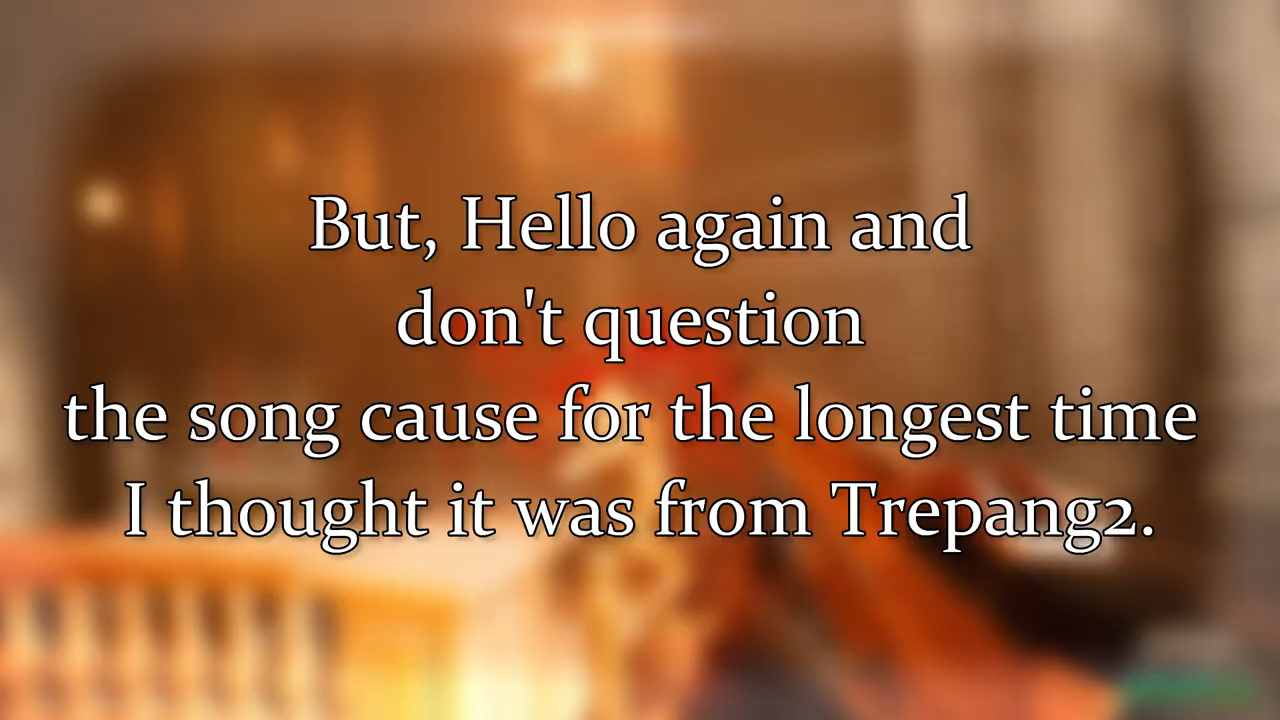 But, Hello again and
don't question
the song cause for the longest time
I thought it was from Trepang2.